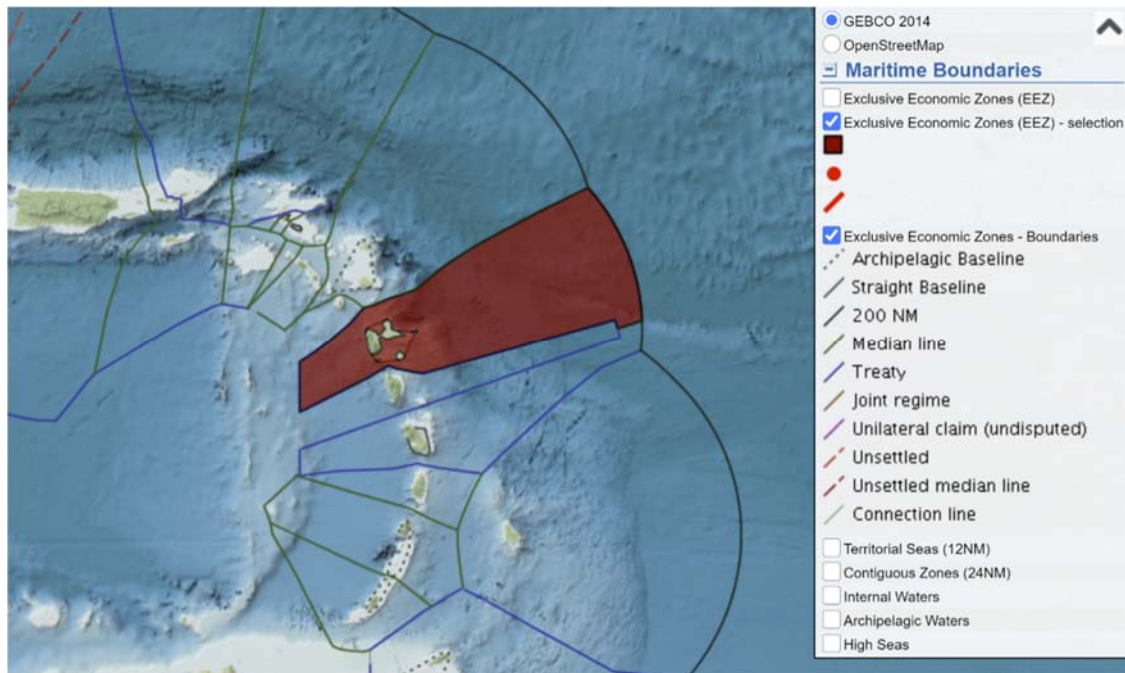 GEBCO 2014
OpenStreetMap
Maritime Boundaries
Exclusive Economic Zones (EEZ)
Exclusive Economic Zones (EEZ) - selection
Exclusive Economic Zones - Boundaries
Archipelagic Baseline
Straight Baseline
200 NM
Median line
Treaty
Joint regime
Unilateral claim (undisputed)
Unsettled
Unsettled median line
Connection line
Territorial Seas (12NM)
Contiguous Zones (24NM)
Internal Waters
Archipelagic Waters
High Seas